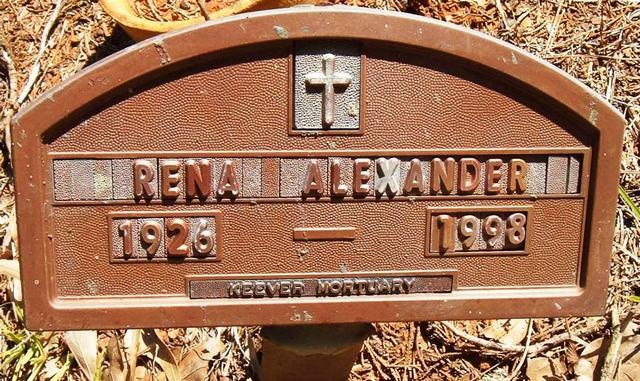 RENA ALEXANDER
1926 — 1998
KEEVER MORTUARY